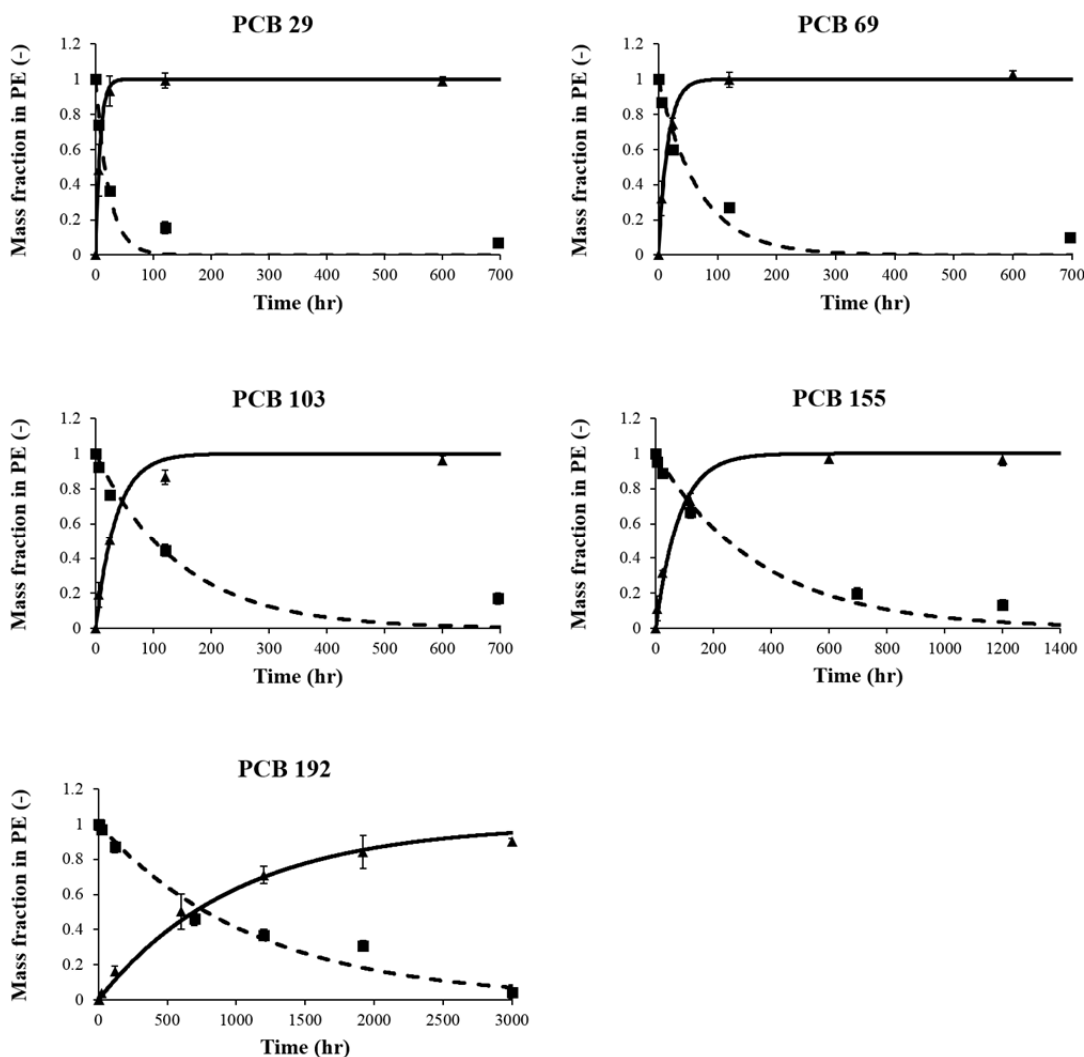 PCB 29
Mass fraction in PE (-)
1.2
1
0.8
0.6
0.4
0.2
0
0 100 200 300 400 500 600 700
Time (hr)
PCB 69
Mass fraction in PE (-)
1.2
1
0.8
0.6
0.4
0.2
0
0 100 200 300 400 500 600 700
Time (hr)
PCB 103
Mass fraction in PE (-)
1.2
1
0.8
0.6
0.4
0.2
0
0 100 200 300 400 500 600 700
Time (hr)
PCB 155
Mass fraction in PE (-)
1.2
1
0.8
0.6
0.4
0.2
0
0 200 400 600 800 1000 1200 1400
Time (hr)
PCB 192
Mass fraction in PE (-)
1.2
1
0.8
0.6
0.4
0.2
0
0 500 1000 1500 2000 2500 3000
Time (hr)